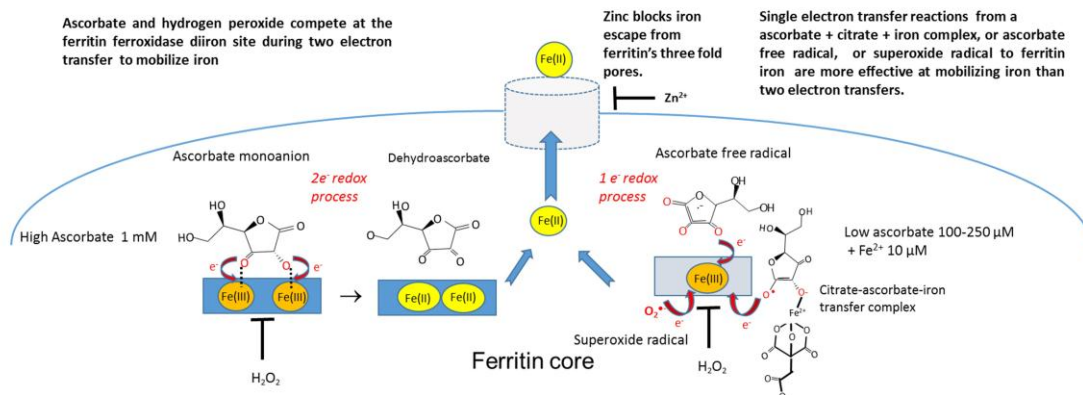 Ascorbate and hydrogen peroxide compete at the
ferritin ferroxidase diiron site during two electron
transfer to mobilize iron
Zinc blocks iron
escape from
ferritin's three fold
pores.
Single electron transfer reactions from a
ascorbate + citrate + iron complex, or ascorbate
free radical, or superoxide radical to ferritin
iron are more effective at mobilizing iron than
two electron transfers.
Fe(II)
Zn²⁺
Ascorbate monoanion
2e⁻ redox
process
Dehydroascorbate
1 e⁻ redox
process
Ascorbate free radical
High Ascorbate 1 mM
HO
HO
O
O
O
O
e⁻
e⁻
Fe(III)
Fe(III)
→
HO
O
O
O
O
O
Fe(II)
Fe(II)
Fe(II)
OH
OH
O
O
O
O
e⁻
Fe(III)
O₂•
e⁻
e⁻
Superoxide radical
HO
OH
O
O•
O-
Fe²⁺
O
O
O
O
O
O
Low ascorbate 100-250 µM
+ Fe²⁺ 10 µM
Citrate-ascorbate-iron
transfer complex
H₂O₂
Ferritin core
H₂O₂